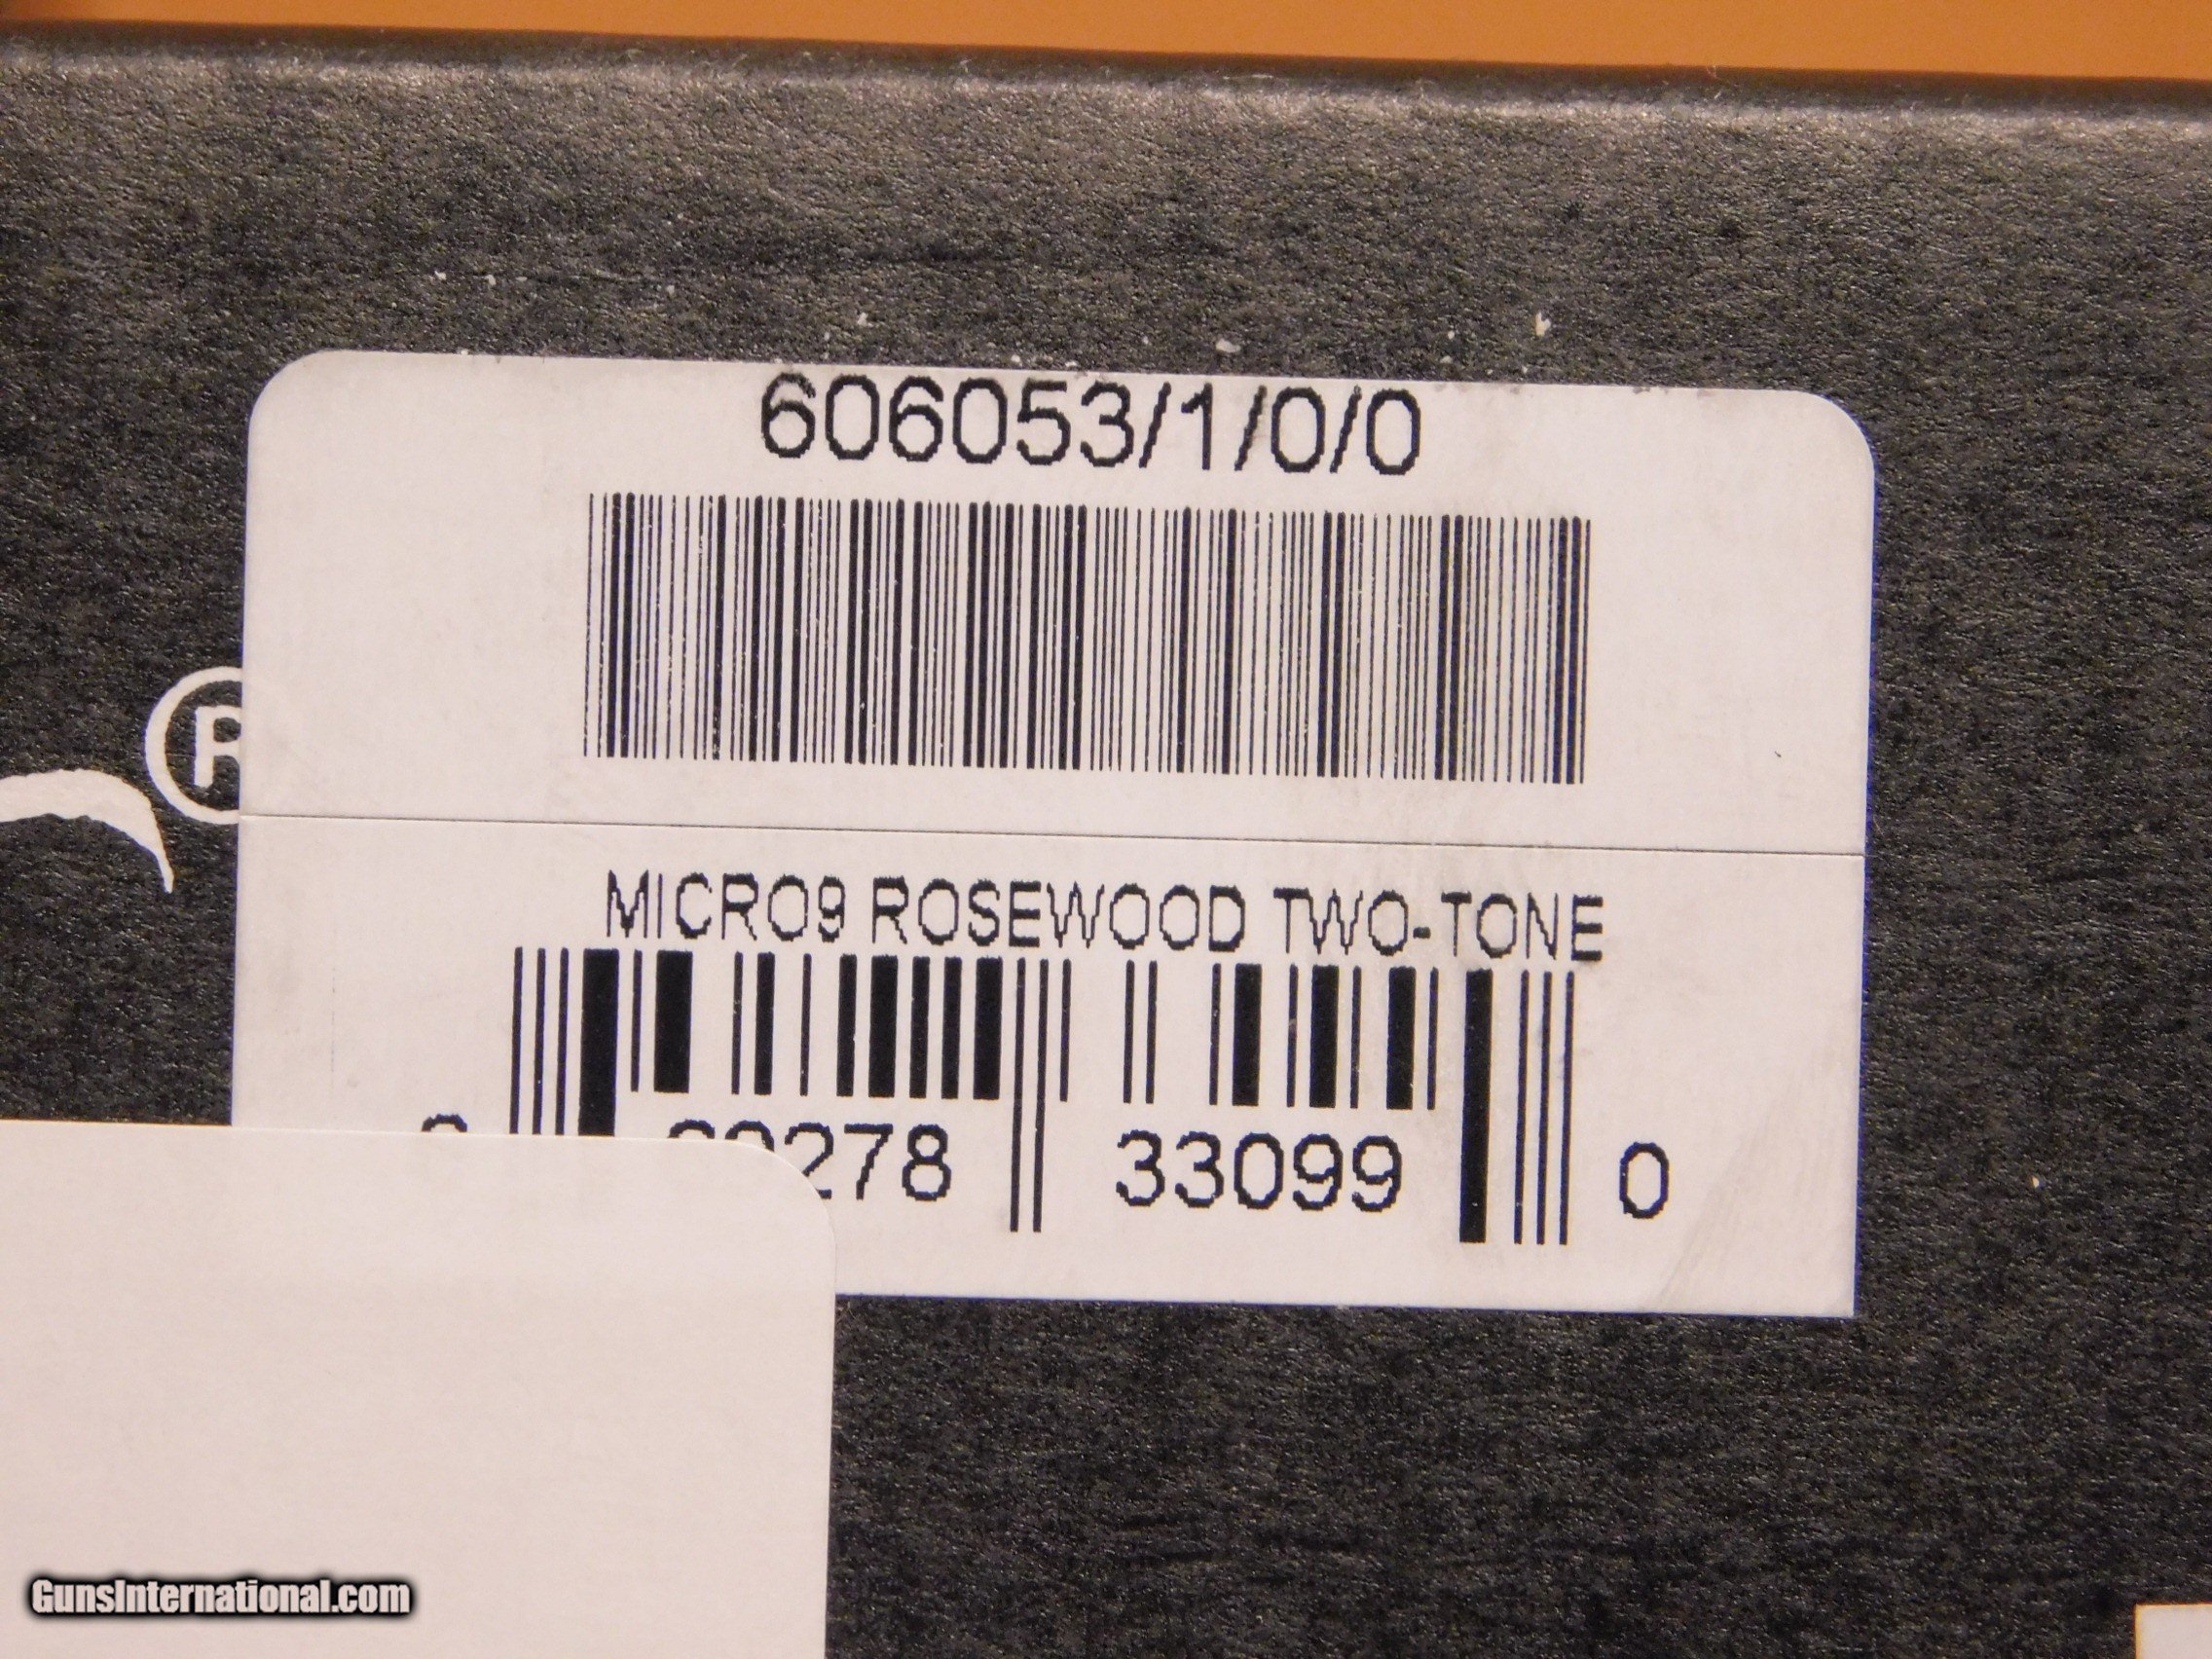 606053/1/0/0
®
MICRO9 ROSEWOOD TWO-TONE
278 33099 0
GunsInternational.com